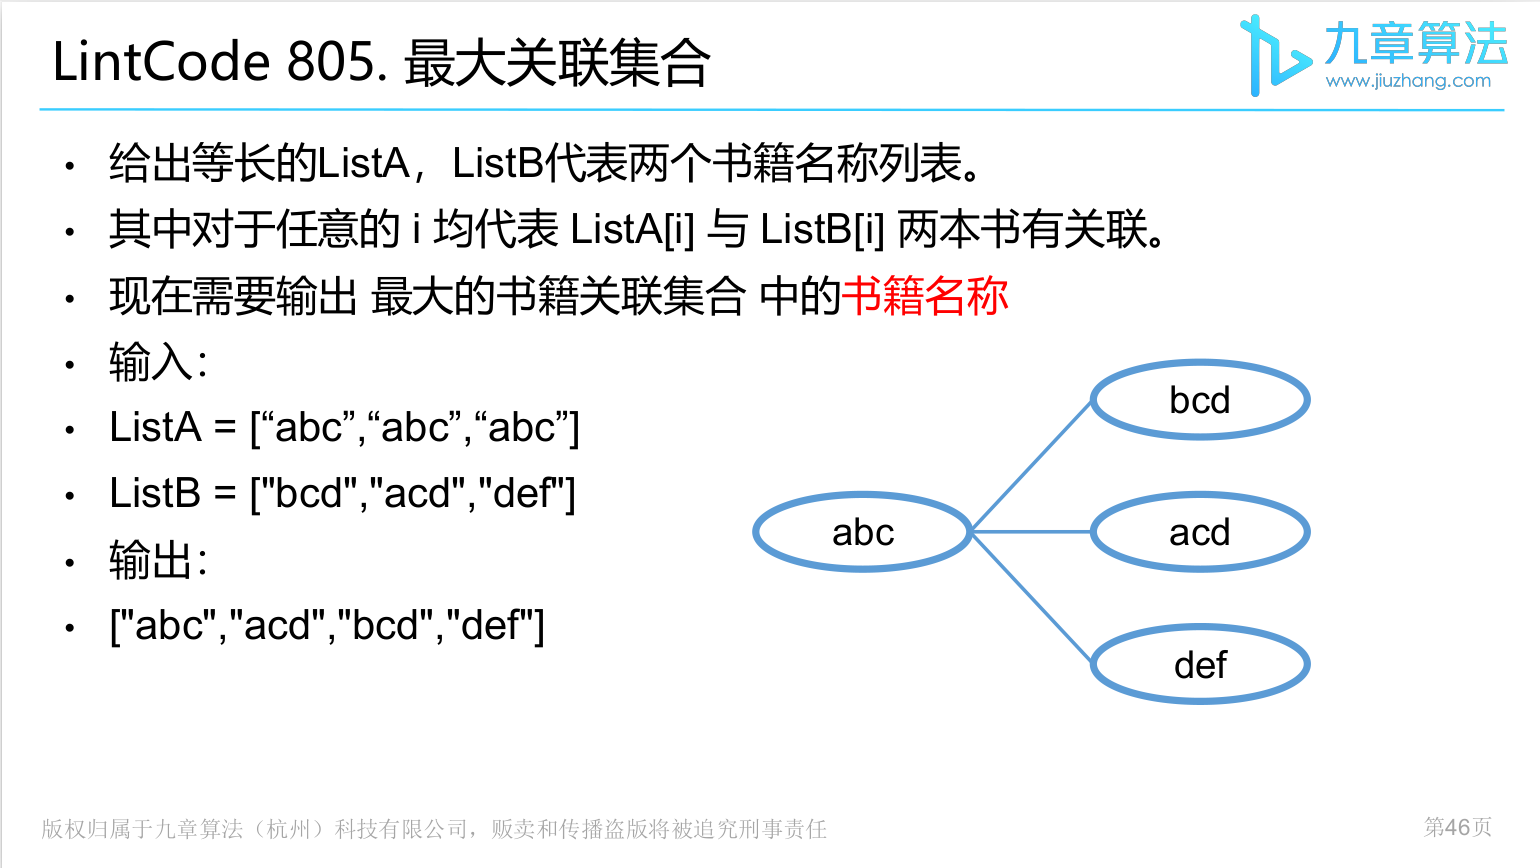 LintCode 805. 最大关联集合
九章算法
www.jiuzhang.com
• 给出等长的ListA，ListB代表两个书籍名称列表。
• 其中对于任意的 i 均代表 ListA[i] 与 ListB[i] 两本书有关联。
• 现在需要输出 最大的书籍关联集合 中的书籍名称
• 输入：
• ListA = [“abc”,“abc”,“abc”]
• ListB = ["bcd","acd","def"]
• 输出：
• ["abc","acd","bcd","def"]
bcd
abc
acd
def
版权归属于九章算法（杭州）科技有限公司，贩卖和传播盗版将被追究刑事责任
第46页